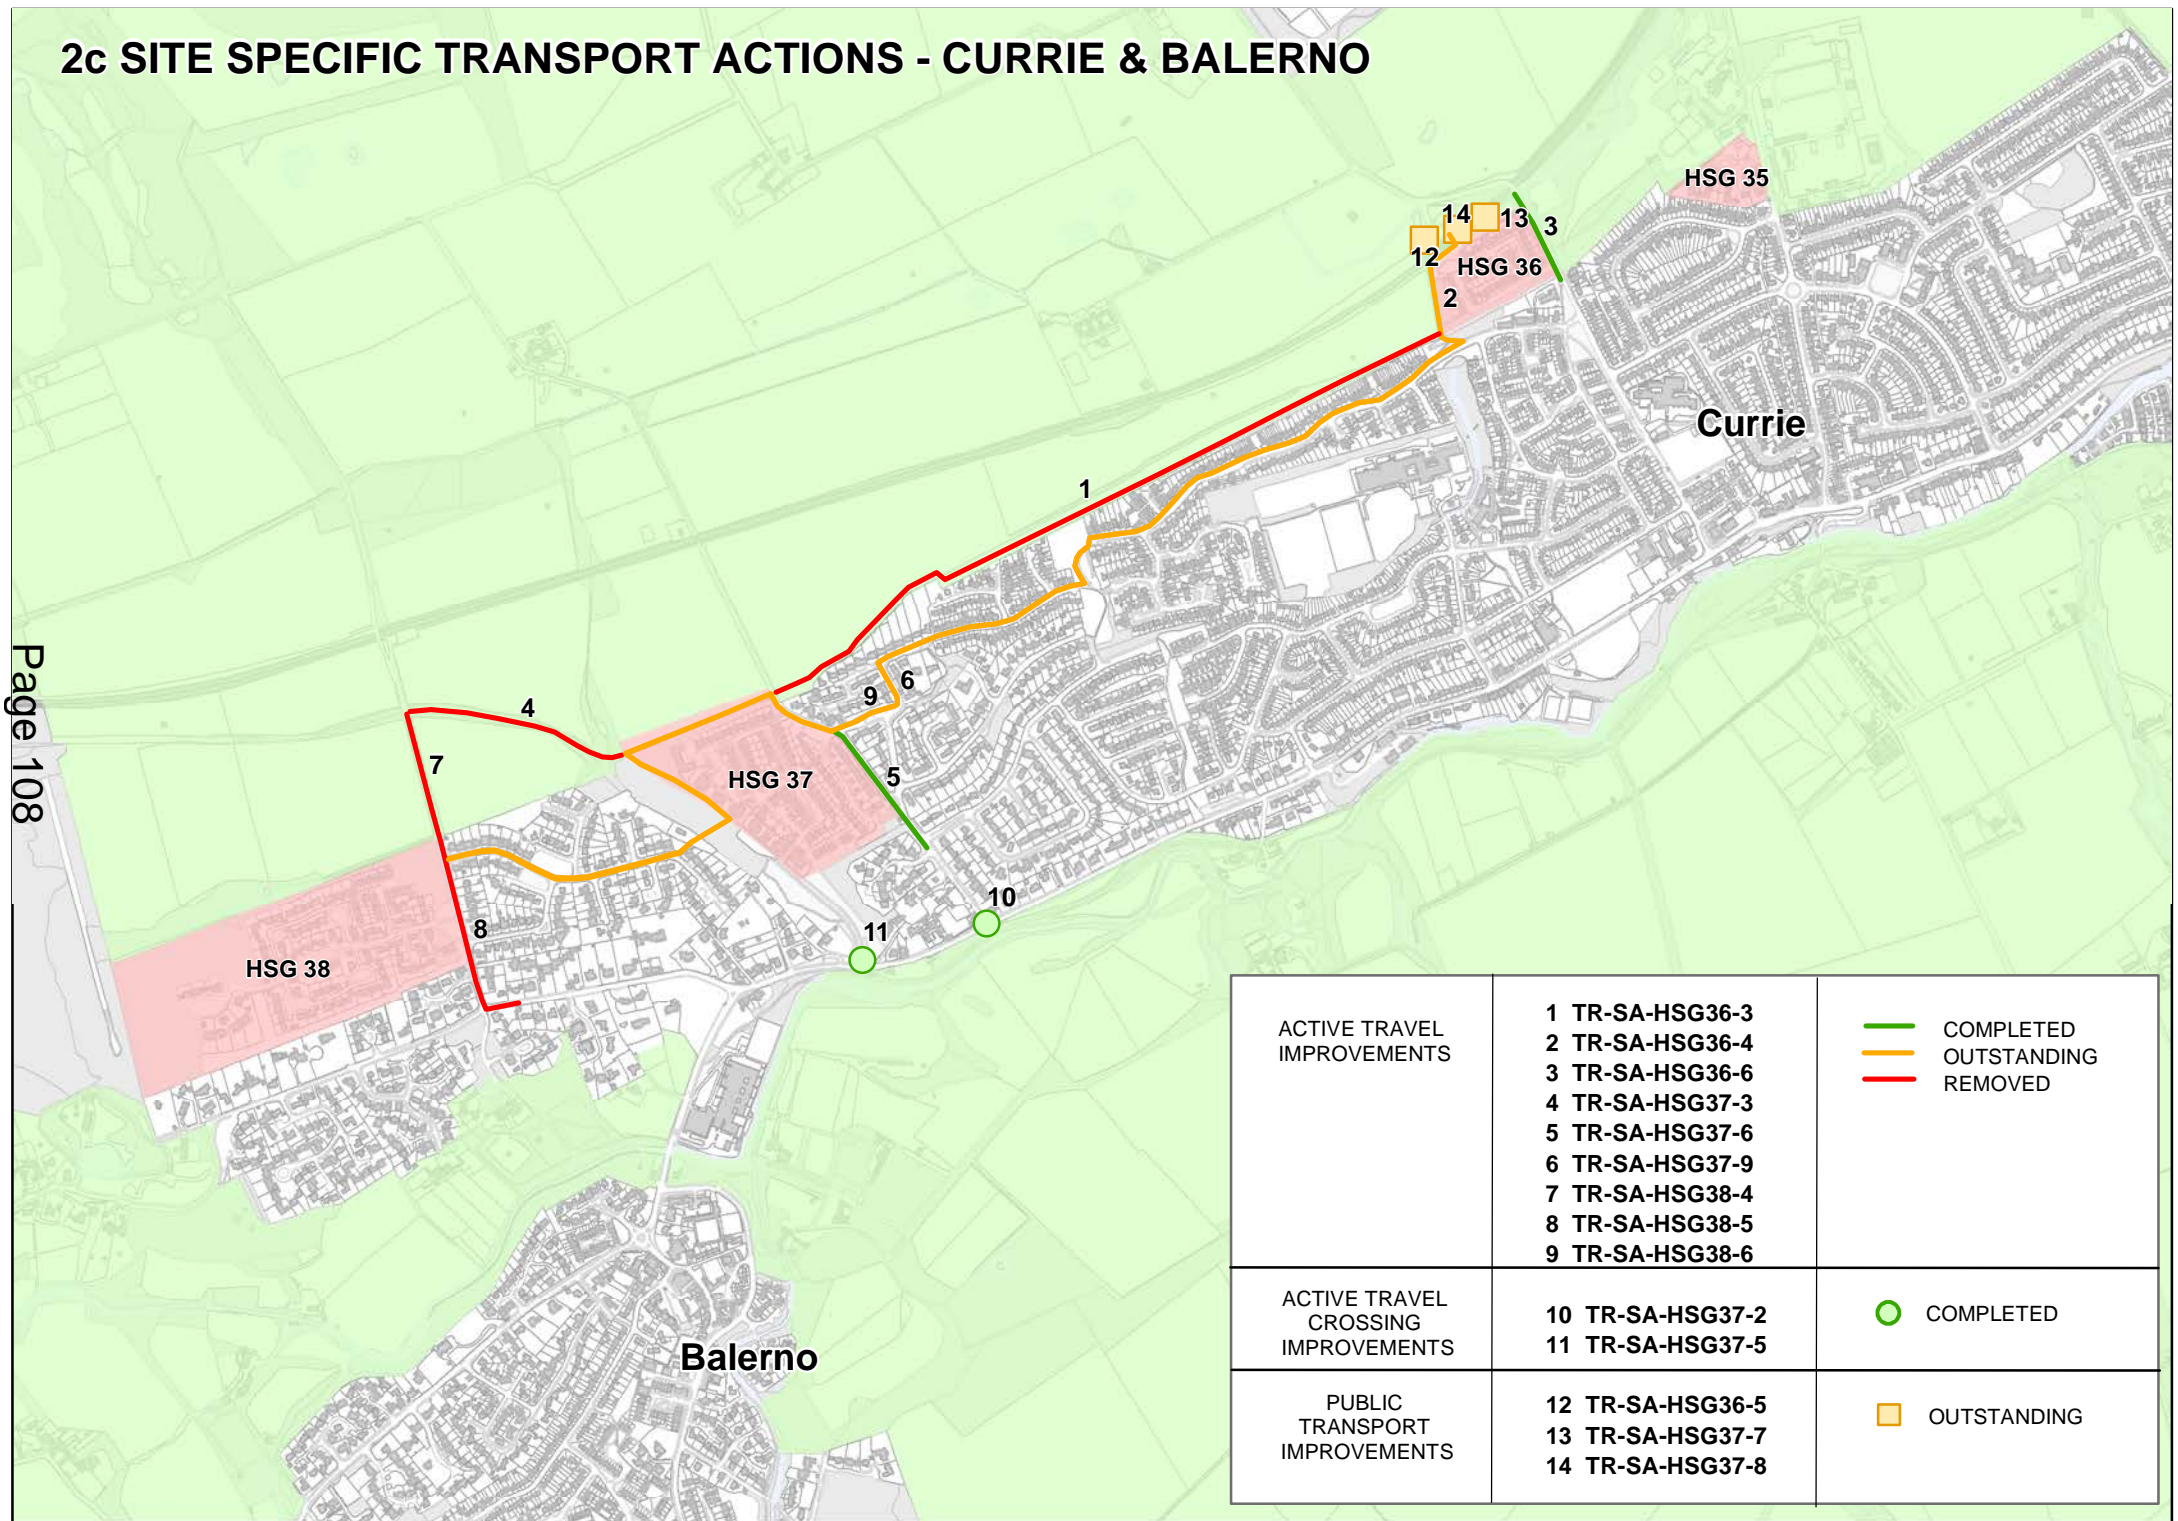 2c SITE SPECIFIC TRANSPORT ACTIONS - CURRIE & BALERNO
HSG 35
14
13
3
12
HSG 36
2
Currie
1
6
9
4
7
HSG 37
5
Page 108
10
11
8
HSG 38
Balerno
ACTIVE TRAVEL
IMPROVEMENTS
1 TR-SA-HSG36-3
2 TR-SA-HSG36-4
3 TR-SA-HSG36-6
4 TR-SA-HSG37-3
5 TR-SA-HSG37-6
6 TR-SA-HSG37-9
7 TR-SA-HSG38-4
8 TR-SA-HSG38-5
9 TR-SA-HSG38-6
COMPLETED
OUTSTANDING
REMOVED
ACTIVE TRAVEL
CROSSING
IMPROVEMENTS
10 TR-SA-HSG37-2
11 TR-SA-HSG37-5
COMPLETED
PUBLIC
TRANSPORT
IMPROVEMENTS
12 TR-SA-HSG36-5
13 TR-SA-HSG37-7
14 TR-SA-HSG37-8
OUTSTANDING